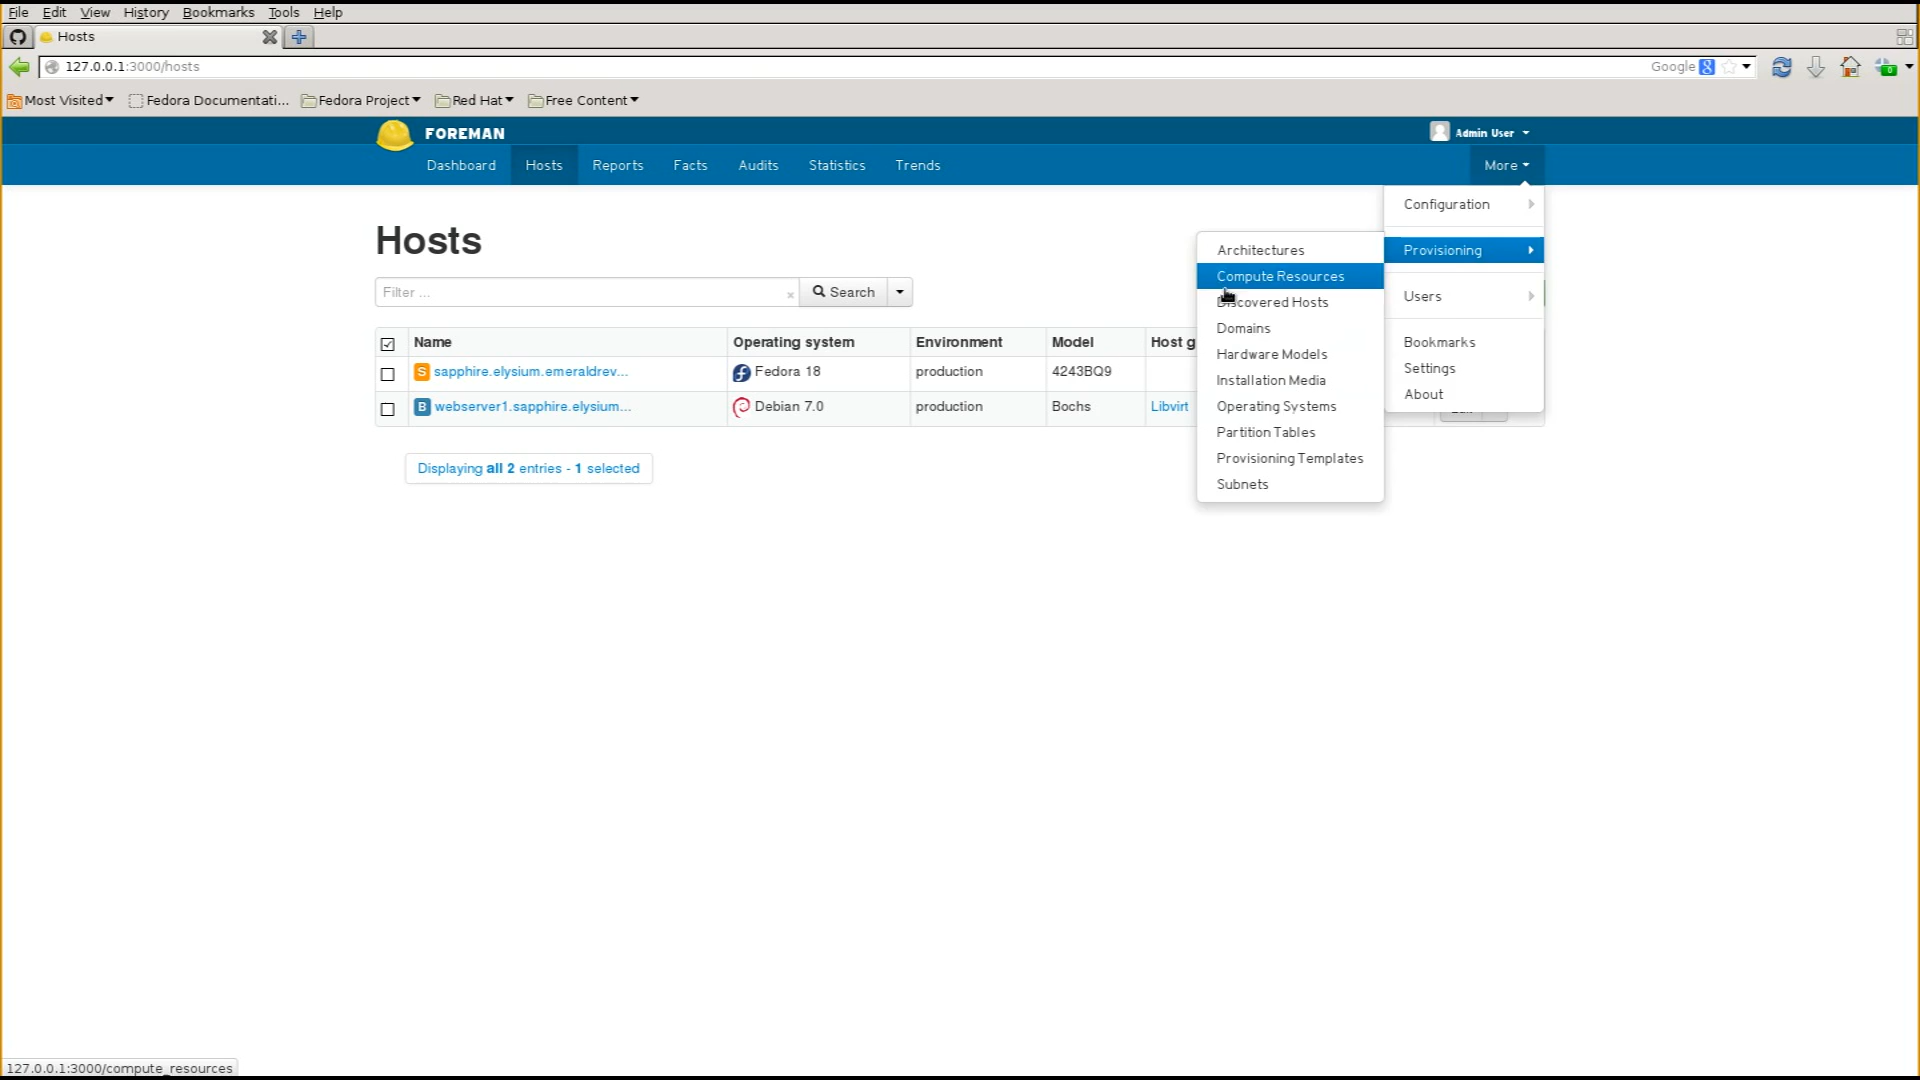 File Edit View History Bookmarks Tools Help
Hosts
127.0.0.1:3000/hosts Google 8
Most Visited Fedora Documentati... Fedora Project Red Hat Free Content
FOREMAN Admin User
Dashboard Hosts Reports Facts Audits Statistics Trends More
Configuration
Provisioning
Users
Bookmarks
Settings
About
Architectures
Compute Resources
Discovered Hosts
Domains
Hardware Models
Installation Media
Operating Systems
Partition Tables
Provisioning Templates
Subnets
Hosts
Filter ... × Search
Name Operating system Environment Model Host g
S sapphire.elysium.emeraldrev... Fedora 18 production 4243BQ9
B webserver1.sapphire.elysium... Debian 7.0 production Bochs Libvirt
Displaying all 2 entries - 1 selected
127.0.0.1:3000/compute_resources